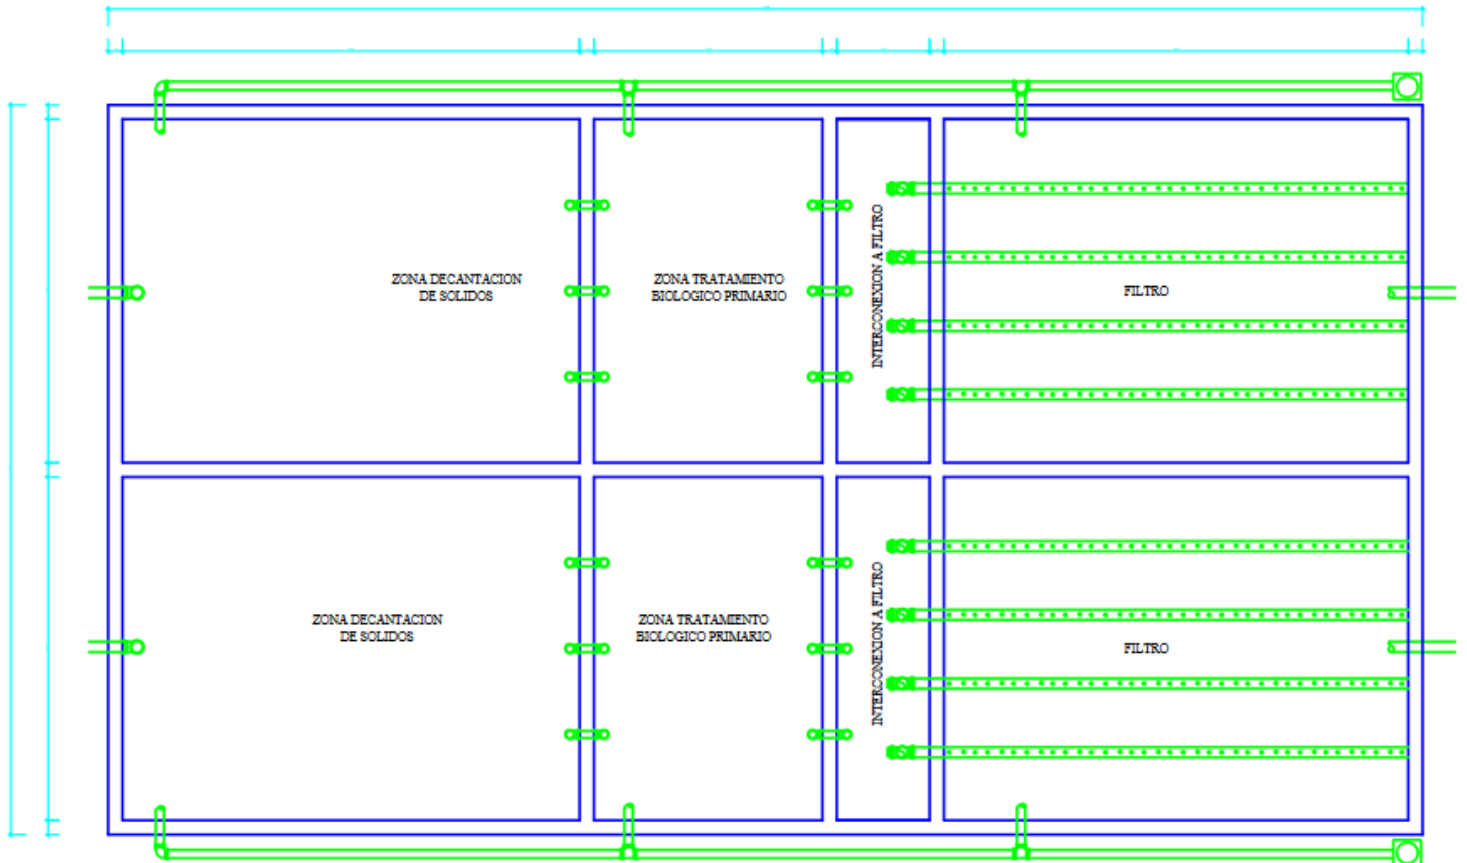 ZONA DECANTACION
DE SOLIDOS
ZONA TRATAMIENTO
BIOLOGICO PRIMARIO
INTERCONEXION A FILTRO
FILTRO
ZONA DECANTACION
DE SOLIDOS
ZONA TRATAMIENTO
BIOLOGICO PRIMARIO
INTERCONEXION A FILTRO
FILTRO